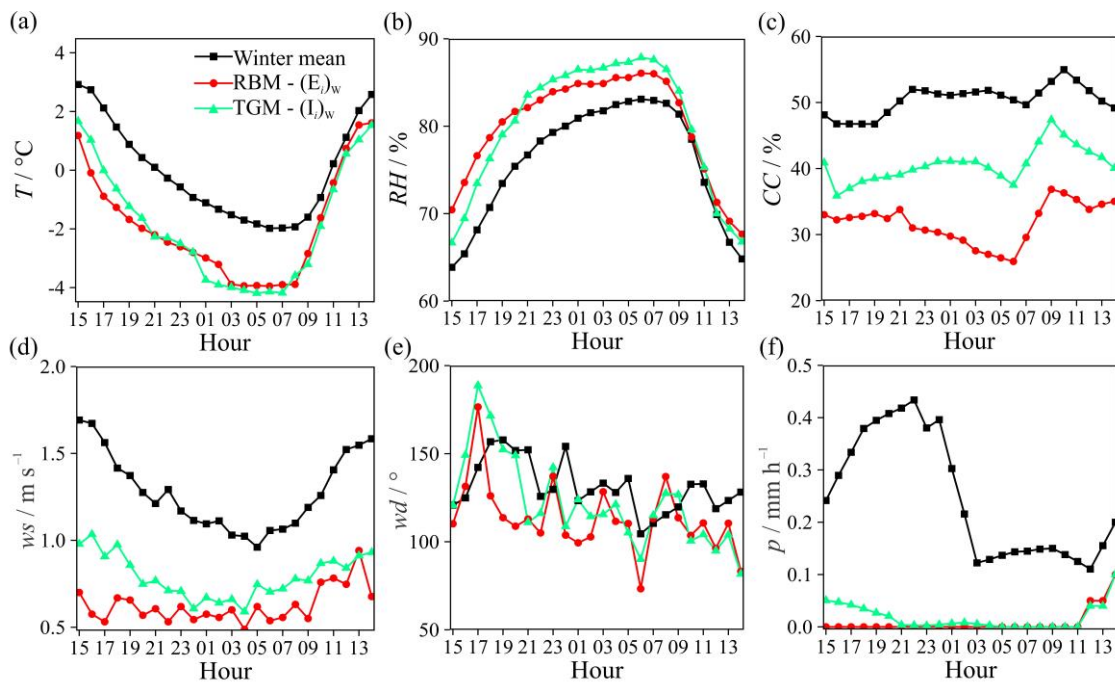 (a)
4
2
0
-2
-4
T / °C
Winter mean
RBM - (Eᵢ)w
TGM - (Iᵢ)w
15 17 19 21 23 01 03 05 07 09 11 13
Hour
(b)
90
80
70
60
RH / %
15 17 19 21 23 01 03 05 07 09 11 13
Hour
(c)
60
50
40
30
20
CC / %
15 17 19 21 23 01 03 05 07 09 11 13
Hour
(d)
2.0
1.5
1.0
0.5
ws / m s⁻¹
15 17 19 21 23 01 03 05 07 09 11 13
Hour
(e)
200
150
100
50
wd / °
15 17 19 21 23 01 03 05 07 09 11 13
Hour
(f)
0.5
0.4
0.3
0.2
0.1
0.0
p / mm h⁻¹
15 17 19 21 23 01 03 05 07 09 11 13
Hour